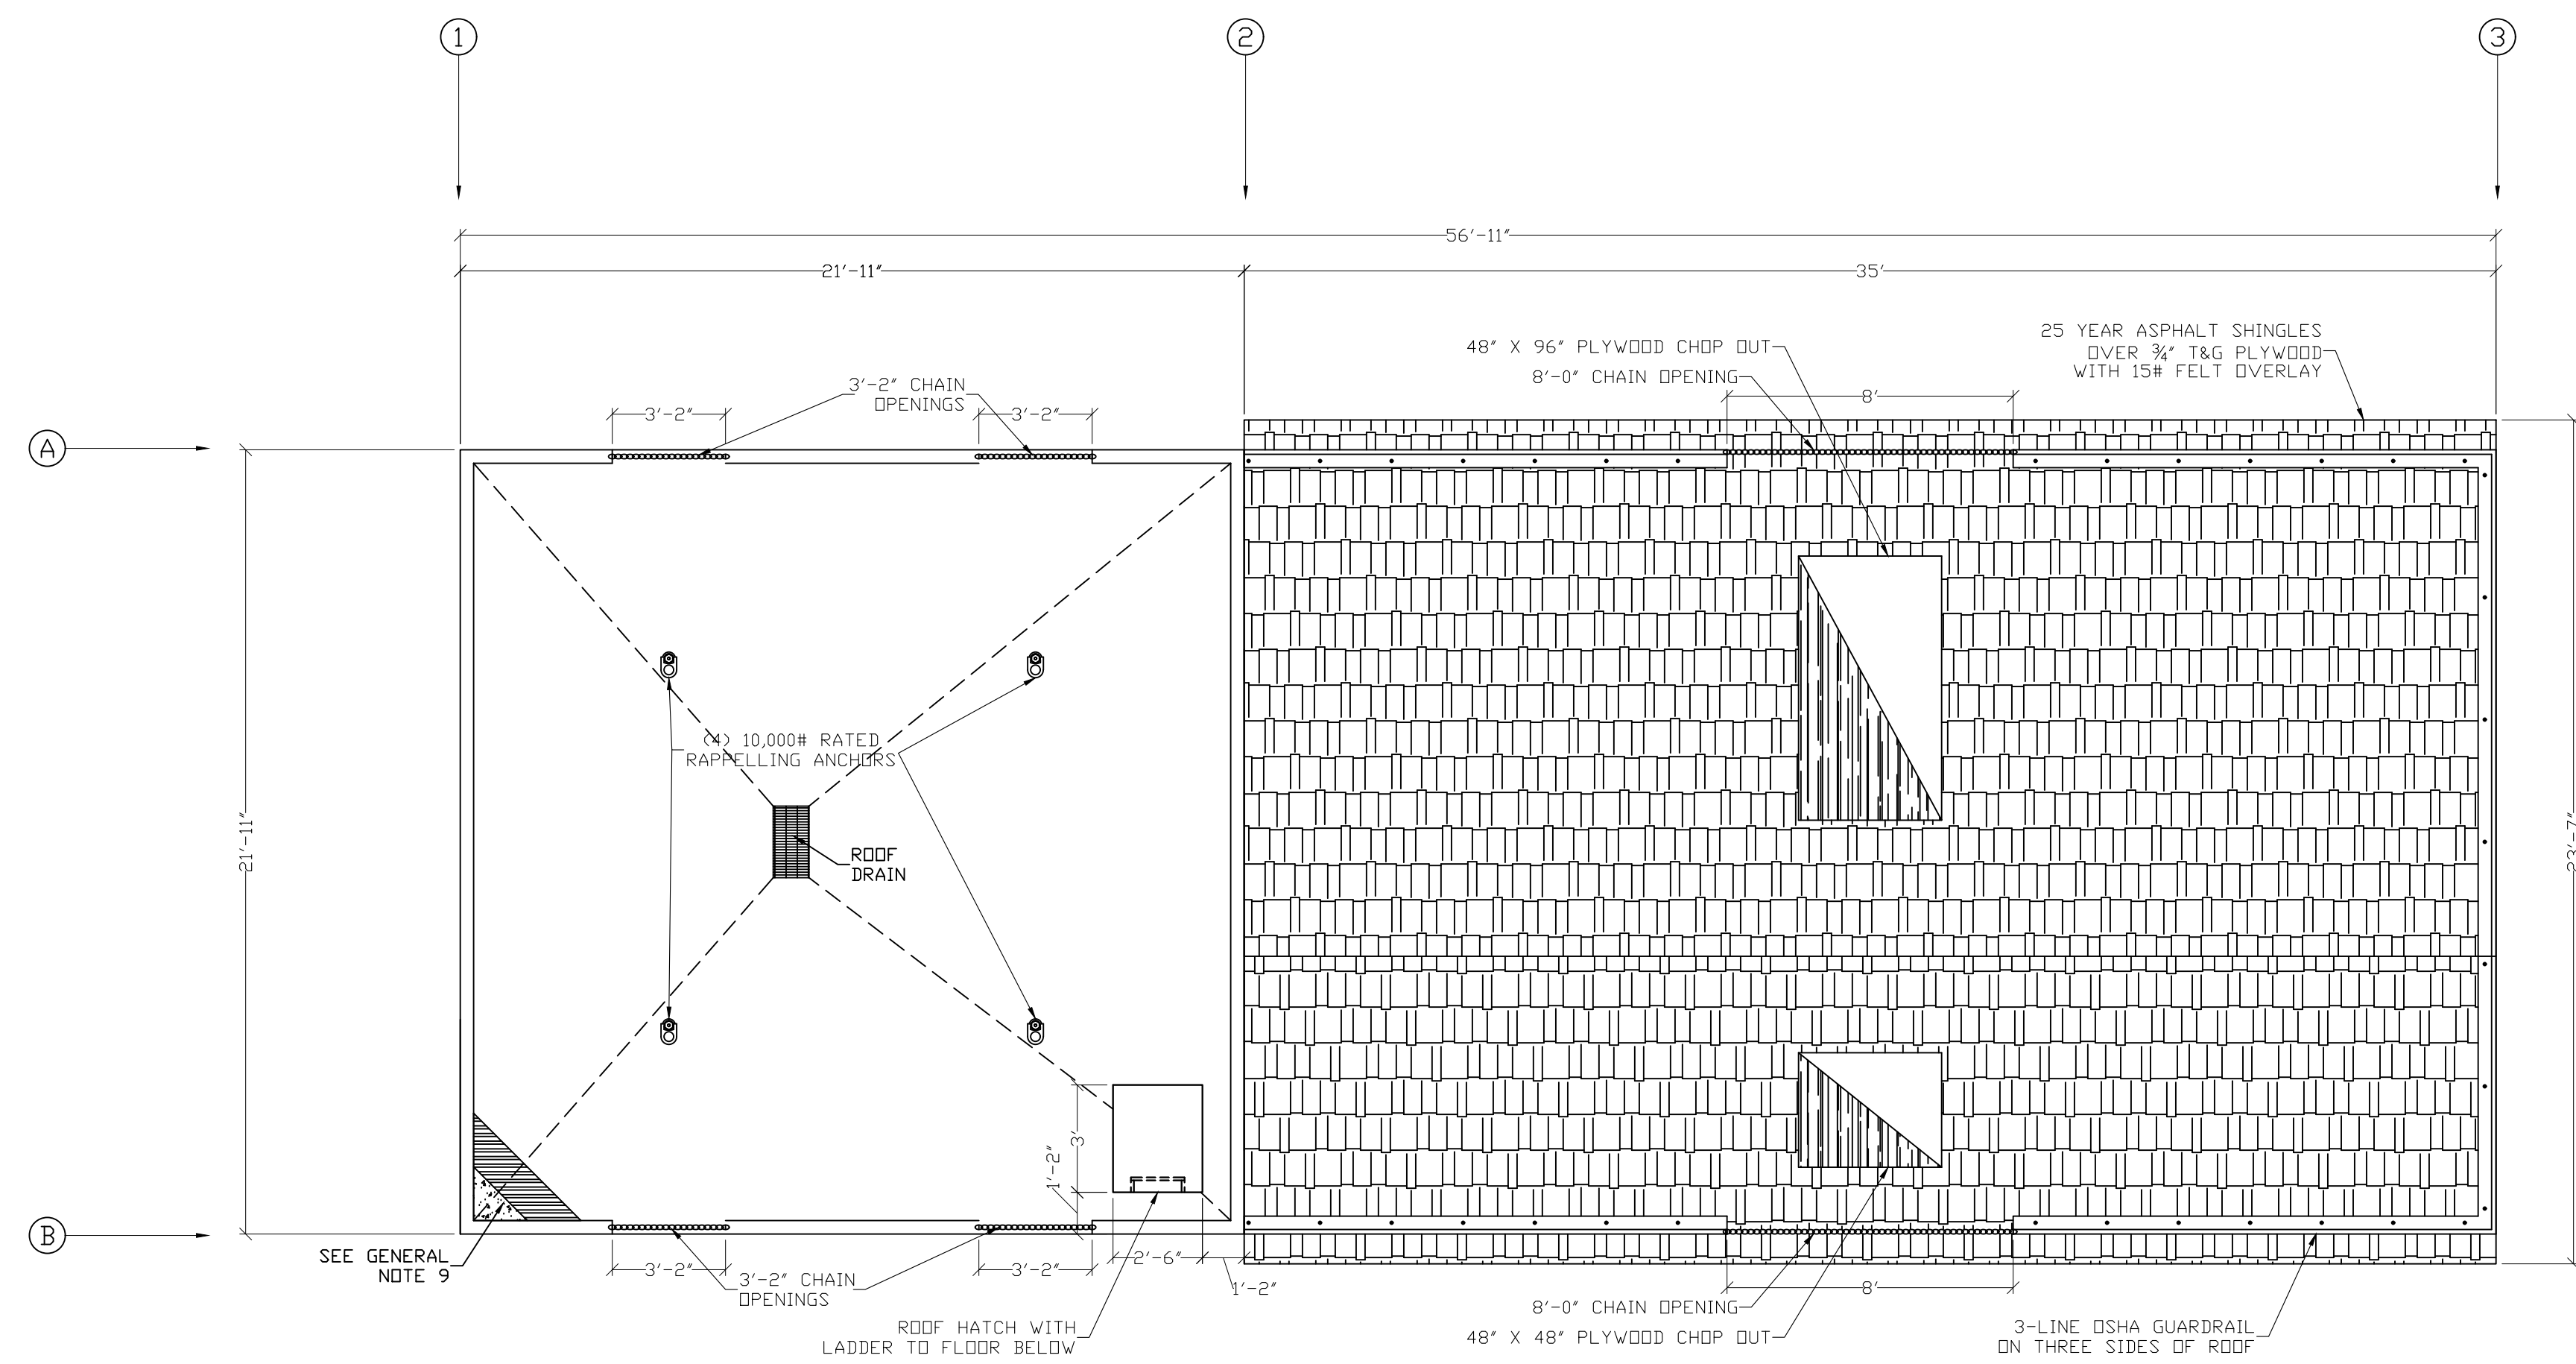 1
2
3
56'-11"
21'-11"
35'
25 YEAR ASPHALT SHINGLES
OVER ¾" T&G PLYWOOD
WITH 15# FELT OVERLAY
48" X 96" PLYWOOD CHOP OUT
8'-0" CHAIN OPENING
8'
3'-2" CHAIN
OPENINGS
3'-2"
3'-2"
A
(4) 10,000# RATED
RAPPELLING ANCHORS
21'-11"
ROOF
DRAIN
23'-7"
3'
1'-2"
B
SEE GENERAL
NOTE 9
3'-2"
3'-2" CHAIN
OPENINGS
3'-2"
2'-6"
1'-2"
8'
ROOF HATCH WITH
LADDER TO FLOOR BELOW
8'-0" CHAIN OPENING
48" X 48" PLYWOOD CHOP OUT
3-LINE OSHA GUARDRAIL
ON THREE SIDES OF ROOF